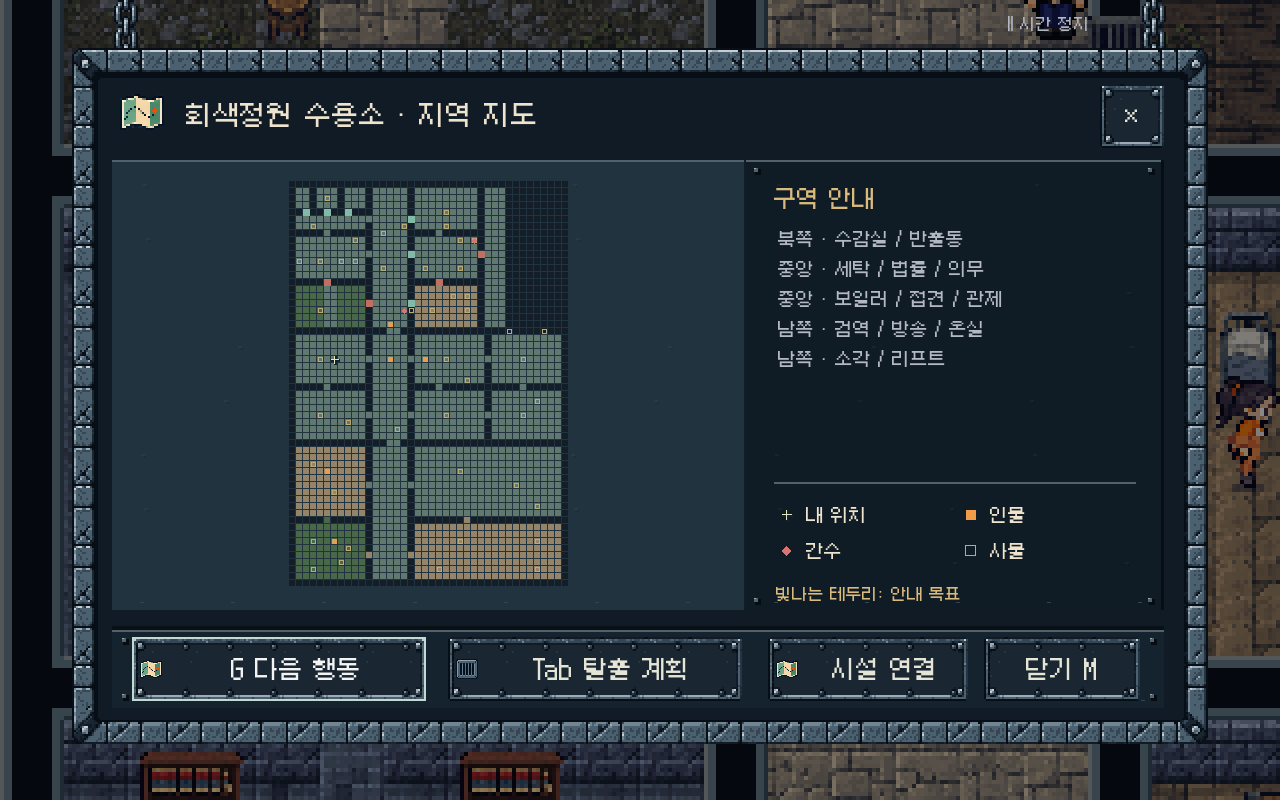 II 시간 정지
회색정원 수용소 · 지역 지도
×
구역 안내
북쪽 · 수감실 / 반출동
중앙 · 세탁 / 법률 / 의무
중앙 · 보일러 / 접견 / 관제
남쪽 · 검역 / 방송 / 온실
남쪽 · 소각 / 리프트
+ 내 위치
인물
간수
사물
빛나는 테두리: 안내 목표
G 다음 행동
Tab 탈출 계획
시설 연결
닫기 M